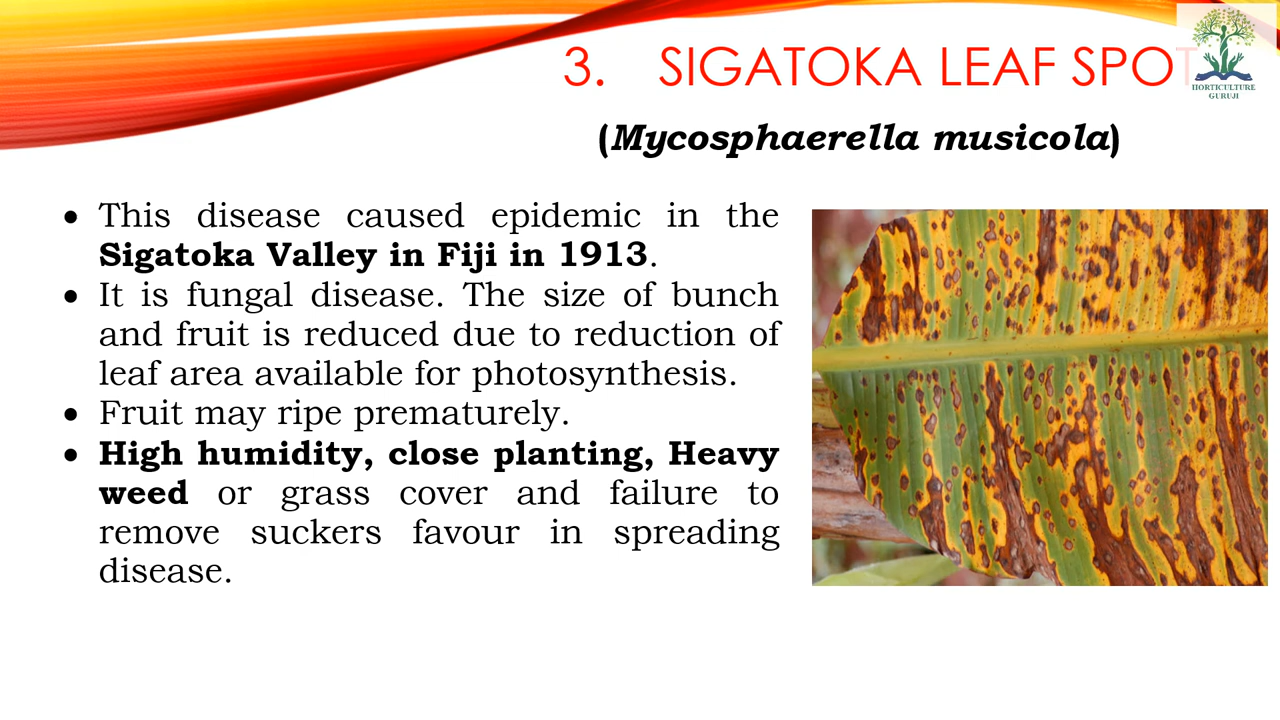 3. SIGATOKA LEAF SPOT
HORTICULTURE
GURUJI
(Mycosphaerella musicola)
• This disease caused epidemic in the
Sigatoka Valley in Fiji in 1913.
• It is fungal disease. The size of bunch
and fruit is reduced due to reduction of
leaf area available for photosynthesis.
• Fruit may ripe prematurely.
• High humidity, close planting, Heavy
weed or grass cover and failure to
remove suckers favour in spreading
disease.